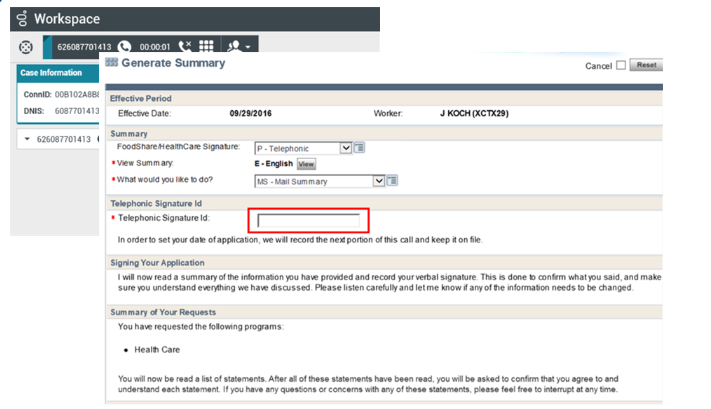 Workspace
626087701413 00:00:01
Case Information
ConnID: 00B102A8B
DNIS: 6087701413
626087701413
Generate Summary
Cancel Reset
Effective Period
Effective Date: 09/29/2016 Worker: J KOCH (XCTX29)
Summary
FoodShare/HealthCare Signature: P - Telephonic
* View Summary: E - English View
* What would you like to do? MS - Mail Summary
Telephonic Signature Id
* Telephonic Signature Id:
In order to set your date of application, we will record the next portion of this call and keep it on file.
Signing Your Application
I will now read a summary of the information you have provided and record your verbal signature. This is done to confirm what you said, and make
sure you understand everything we have discussed. Please listen carefully and let me know if any of the information needs to be changed.
Summary of Your Requests
You have requested the following programs:
• Health Care
You will now be read a list of statements. After all of these statements have been read, you will be asked to confirm that you agree to and
understand each statement. If you have any questions or concerns with any of these statements, please feel free to interrupt at any time.